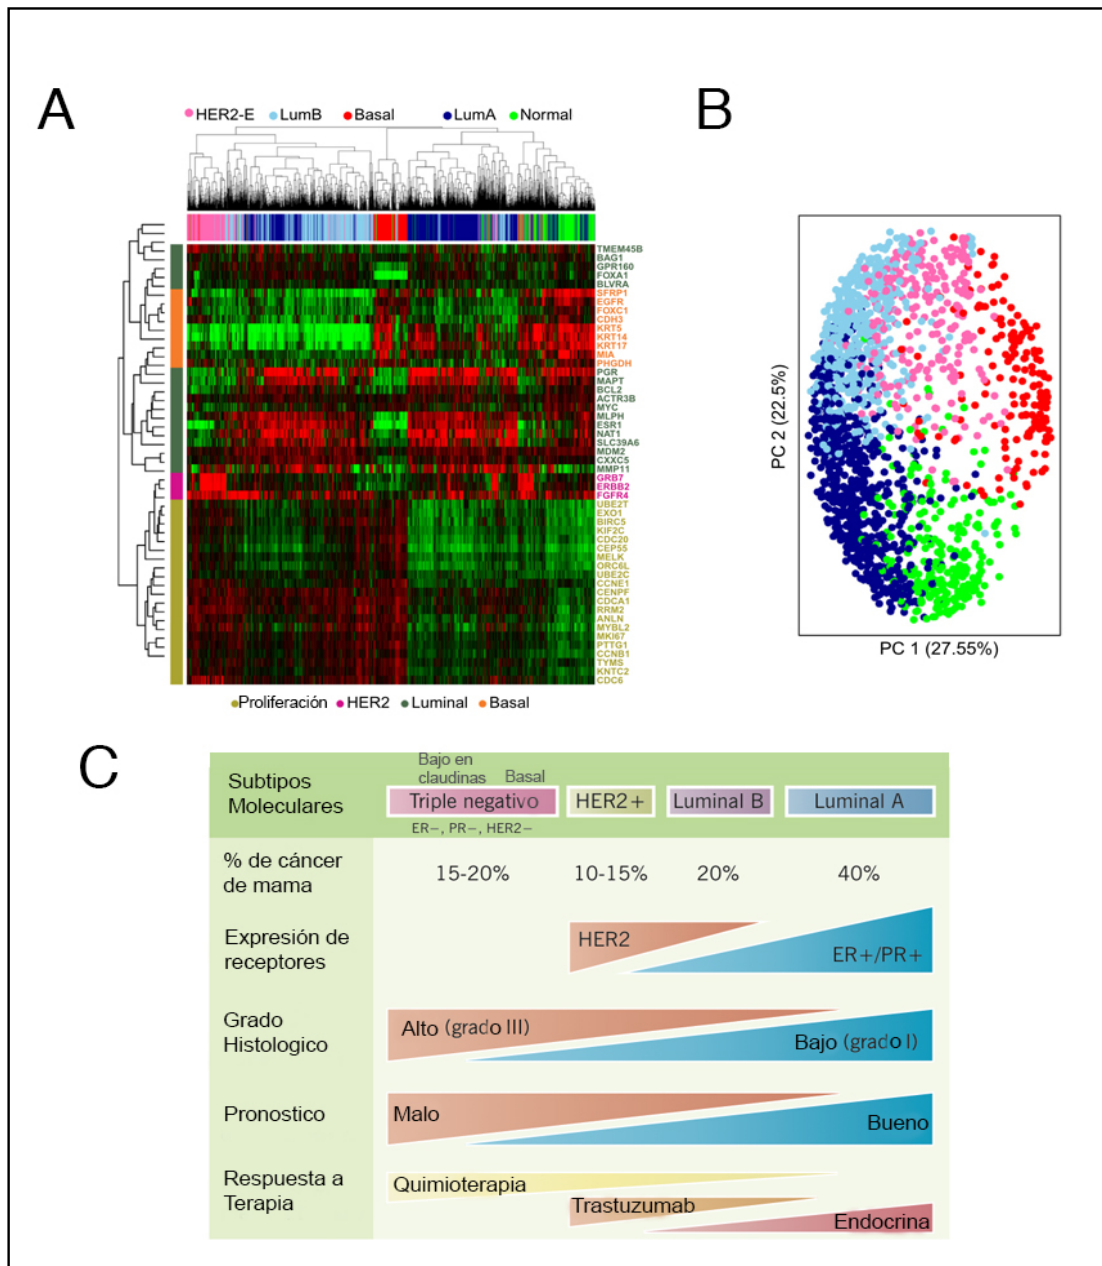 A
HER2-E LumB Basal LumA Normal
TMEM45B
BAG1
GPR160
FOXA1
BLVRA
SFRP1
EGFR
FOXC1
CDH3
KRT5
KRT14
KRT17
MIA
PHGDH
PGR
MAPT
BCL2
ACTR3B
MYC
MLPH
ESR1
NAT1
SLC39A6
MDM2
CXXC5
MMP11
GRB7
ERBB2
FGFR4
UBE2T
EXO1
BIRC5
KIF2C
CDC20
CEP55
MELK
ORC6L
UBE2C
CCNE1
CENPF
CDCA1
RRM2
ANLN
MYBL2
MKI67
PTTG1
CCNB1
TYMS
KNTC2
CDC6
Proliferación HER2 Luminal Basal
B
PC 2 (22.5%)
PC 1 (27.55%)
C
Subtipos
Moleculares
Bajo en
claudinas
Basal
Triple negativo
ER−, PR−, HER2−
HER2+
Luminal B
Luminal A
% de cáncer
de mama
15-20% 10-15% 20% 40%
Expresión de
receptores
HER2
ER+/PR+
Grado
Histologico
Alto (grado III)
Bajo (grado I)
Pronostico
Malo
Bueno
Respuesta a
Terapia
Quimioterapia
Trastuzumab
Endocrina